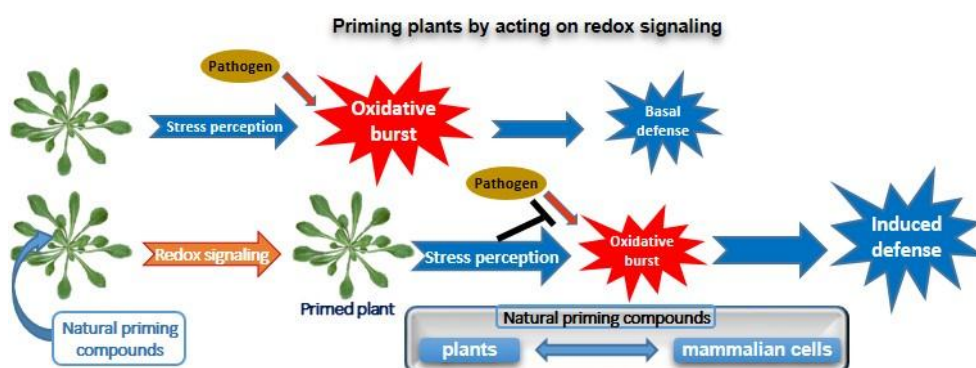 Priming plants by acting on redox signaling
Pathogen
Stress perception
Oxidative
burst
Basal
defense
Pathogen
Redox signaling
Stress perception
Oxidative
burst
Induced
defense
Primed plant
Natural priming
compounds
Natural priming compounds
plants
mammalian cells